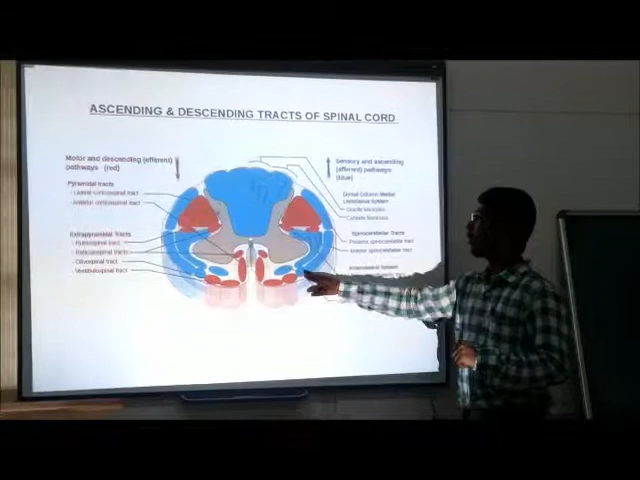 ASCENDING & DESCENDING TRACTS OF SPINAL CORD
Motor and descending (efferent)
pathways (red)
Pyramidal tracts
Lateral corticospinal tract
Anterior corticospinal tract
Extrapyramidal Tracts
Rubrospinal tract
Reticulospinal tract
Olivospinal tract
Vestibulospinal tract
Sensory and ascending
(afferent) pathways
(blue)
Dorsal Column Medial
Lemniscus System
Gracile fasciculus
Cuneate fasciculus
Spinocerebellar Tracts
Posterior spinocerebellar tract
Anterior spinocerebellar tract